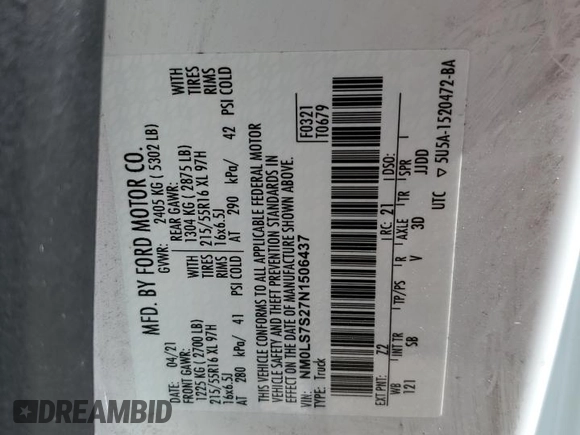 MFD. BY FORD MOTOR CO.
DATE: 04/21 GVWR: 2405 KG ( 5302 LB)
FRONT GAWR: REAR GAWR:
1225 KG ( 2700 LB) WITH 1304 KG ( 2875 LB) WITH
215/55R16 XL 97H TIRES 215/55R16 XL 97H TIRES
16x6.5J RIMS 16x6.5J RIMS
AT 280 kPa/ 41 PSI COLD AT 290 kPa/ 42 PSI COLD
THIS VEHICLE CONFORMS TO ALL APPLICABLE FEDERAL MOTOR
VEHICLE SAFETY AND THEFT PREVENTION STANDARDS IN
EFFECT ON THE DATE OF MANUFACTURE SHOWN ABOVE.
VIN: NM0LS7S27N1506437
TYPE: Truck
F0321
T0679
EXT PNT: Z2 RC: 21 DSO:
WB INT TR TP/PS R AXLE TR SPR
121 SB V 3D JJDD
UTC ▽ 5U5A-1520472-BA
DREAMBID